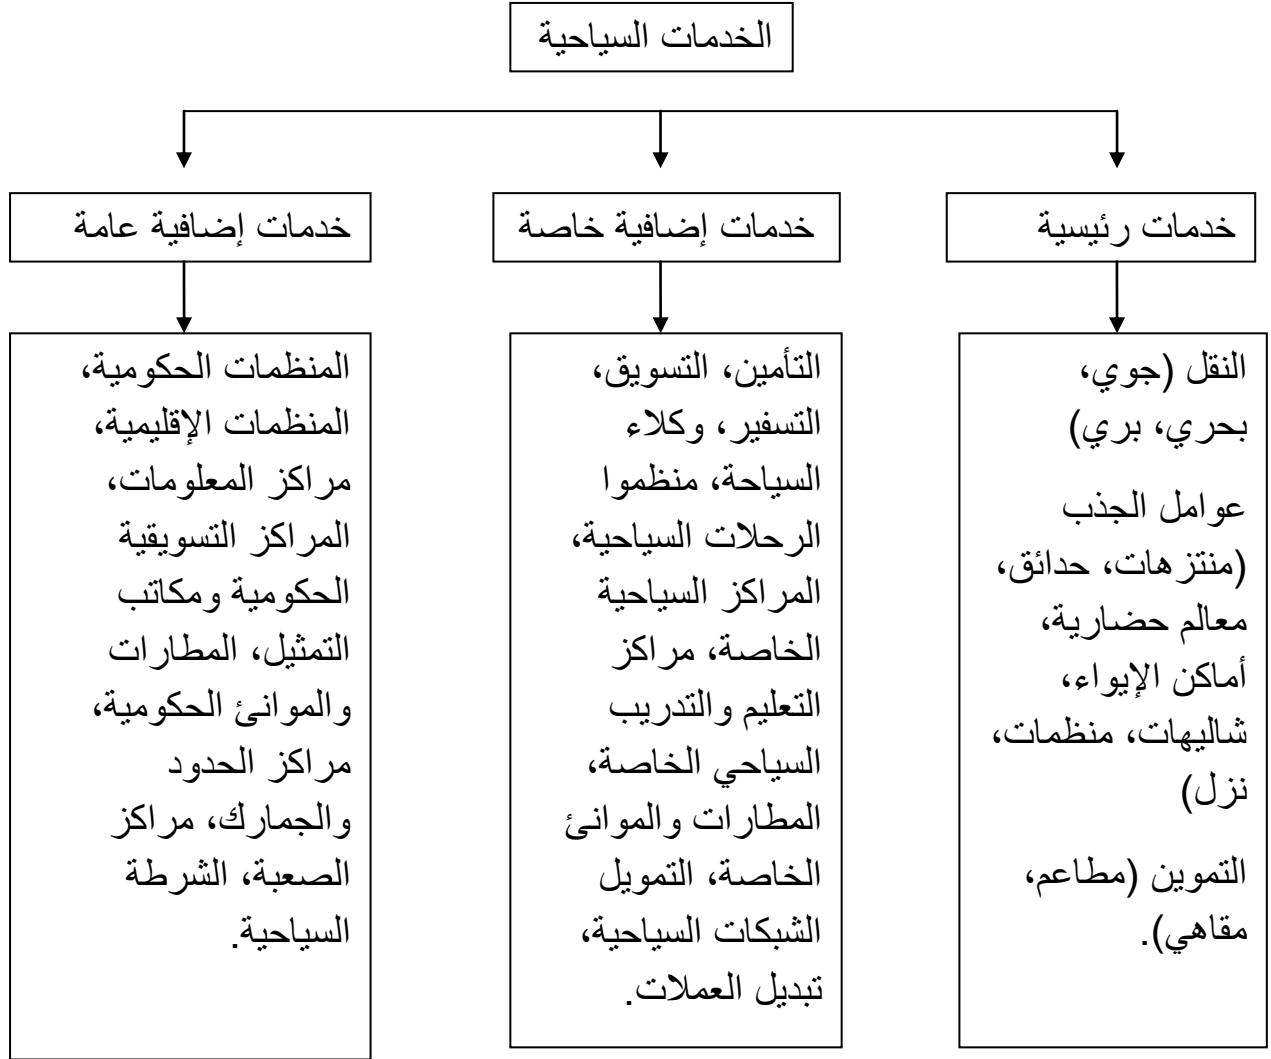 الخدمات السياحية
خدمات رئيسية
خدمات إضافية خاصة
خدمات إضافية عامة
النقل (جوي،
بحري، بري)
عوامل الجذب
(منتزهات، حدائق،
معالم حضارية،
أماكن الإيواء،
شاليهات، منظمات،
نزل)
التموين (مطاعم،
مقاهي).
التأمين، التسويق،
التسفير، وكلاء
السياحة، منظموا
الرحلات السياحية،
المراكز السياحية
الخاصة، مراكز
التعليم والتدريب
السياحي الخاصة،
المطارات والموانئ
الخاصة، التمويل
الشبكات السياحية،
تبديل العملات.
المنظمات الحكومية،
المنظمات الإقليمية،
مراكز المعلومات،
المراكز التسويقية
الحكومية ومكاتب
التمثيل، المطارات
والموانئ الحكومية،
مراكز الحدود
والجمارك، مراكز
الصعبة، الشرطة
السياحية.